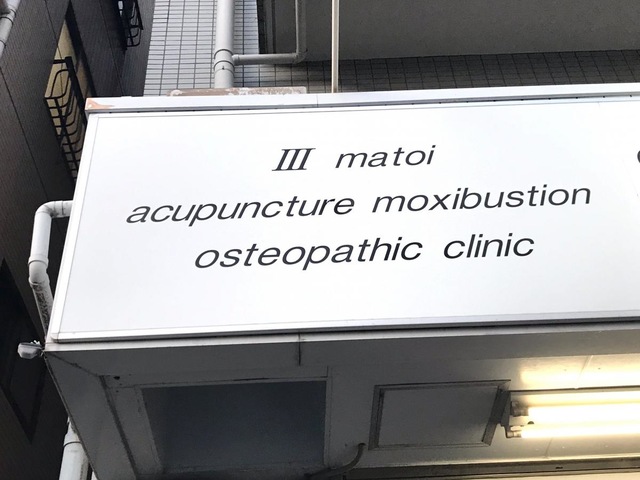 III matoi
acupuncture moxibustion
osteopathic clinic